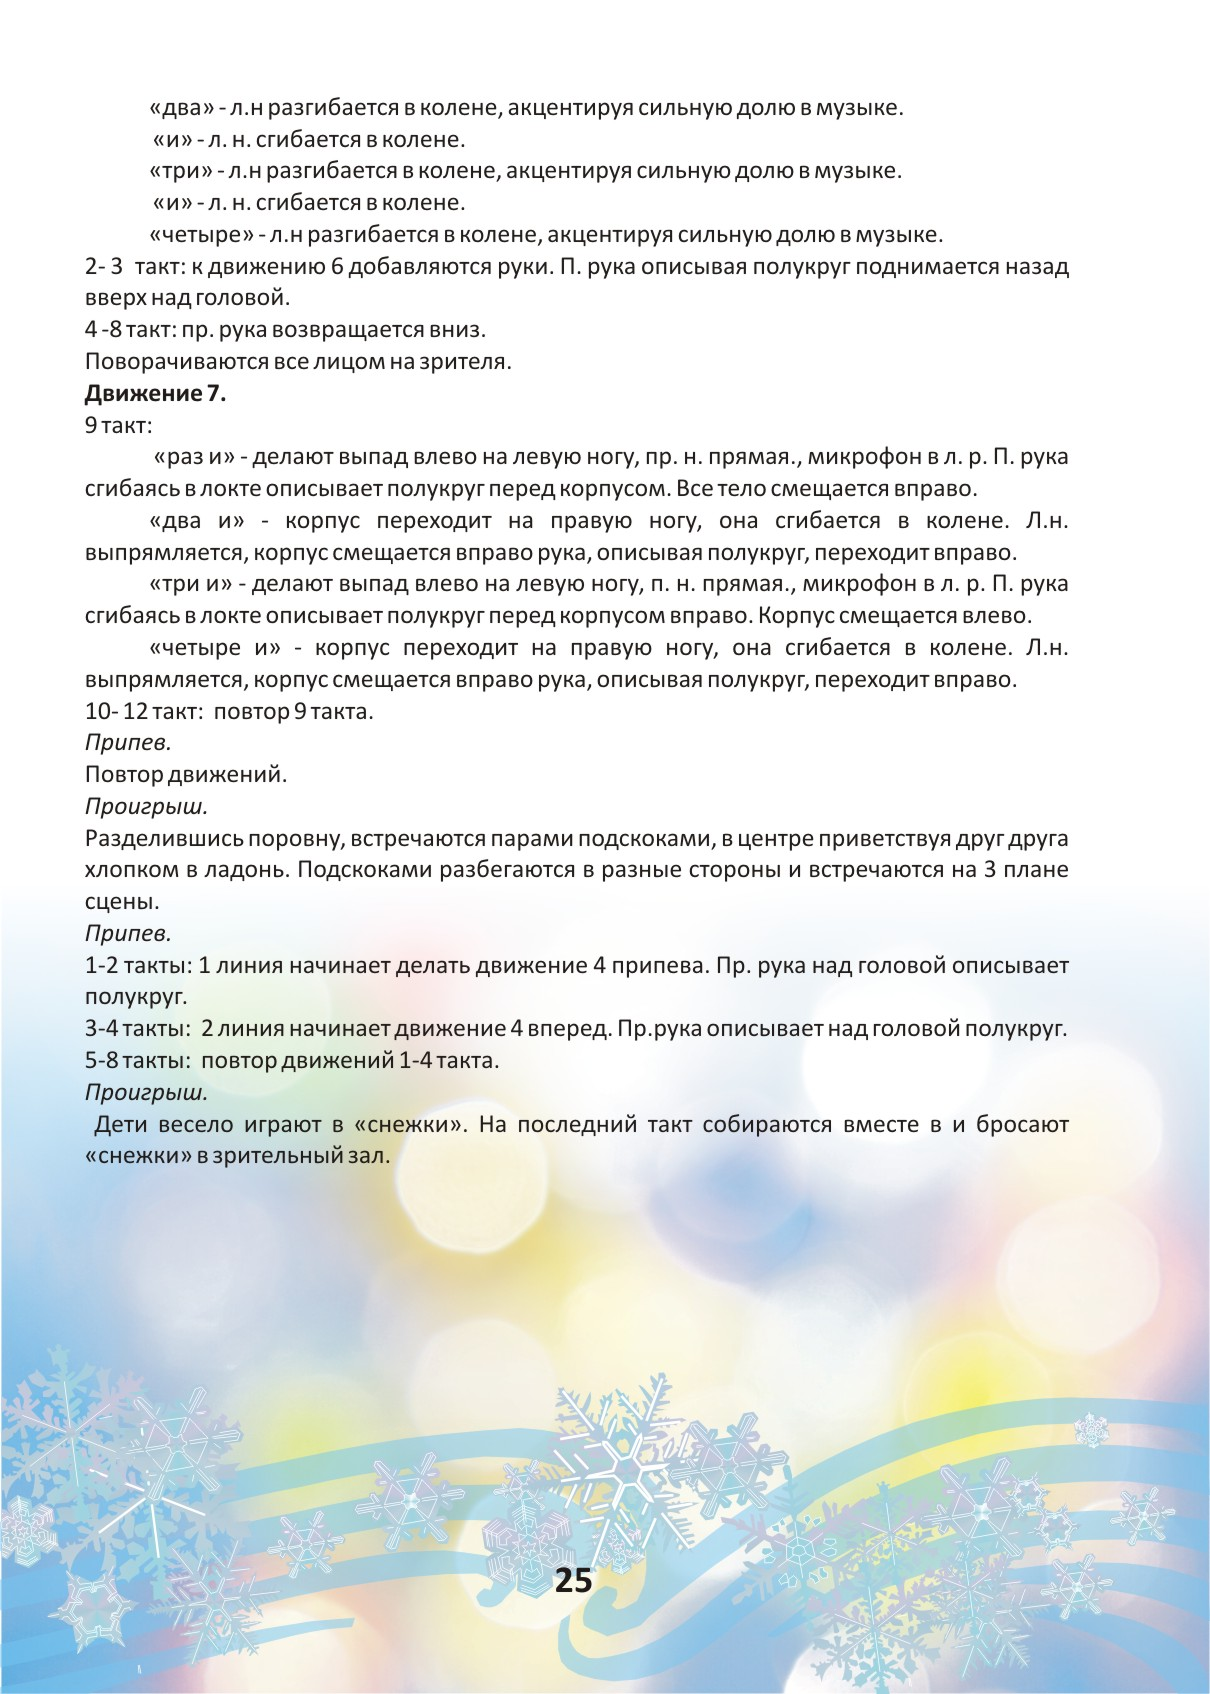 «два» - л.н разгибается в колене, акцентируя сильную долю в музыке.
«и» - л. н. сгибается в колене.
«три» - л.н разгибается в колене, акцентируя сильную долю в музыке.
«и» - л. н. сгибается в колене.
«четыре» - л.н разгибается в колене, акцентируя сильную долю в музыке.
2- 3 такт: к движению 6 добавляются руки. П. рука описывая полукруг поднимается назад
вверх над головой.
4 -8 такт: пр. рука возвращается вниз.
Поворачиваются все лицом на зрителя.
Движение 7.
9 такт:
«раз и» - делают выпад влево на левую ногу, пр. н. прямая., микрофон в л. р. П. рука
сгибаясь в локте описывает полукруг перед корпусом. Все тело смещается вправо.
«два и» - корпус переходит на правую ногу, она сгибается в колене. Л.н.
выпрямляется, корпус смещается вправо рука, описывая полукруг, переходит вправо.
«три и» - делают выпад влево на левую ногу, п. н. прямая., микрофон в л. р. П. рука
сгибаясь в локте описывает полукруг перед корпусом вправо. Корпус смещается влево.
«четыре и» - корпус переходит на правую ногу, она сгибается в колене. Л.н.
выпрямляется, корпус смещается вправо рука, описывая полукруг, переходит вправо.
10- 12 такт: повтор 9 такта.
Припев.
Повтор движений.
Проигрыш.
Разделившись поровну, встречаются парами подскоками, в центре приветствуя друг друга
хлопком в ладонь. Подскоками разбегаются в разные стороны и встречаются на 3 плане
сцены.
Припев.
1-2 такты: 1 линия начинает делать движение 4 припева. Пр. рука над головой описывает
полукруг.
3-4 такты: 2 линия начинает движение 4 вперед. Пр.рука описывает над головой полукруг.
5-8 такты: повтор движений 1-4 такта.
Проигрыш.
Дети весело играют в «снежки». На последний такт собираются вместе в и бросают
«снежки» в зрительный зал.
25